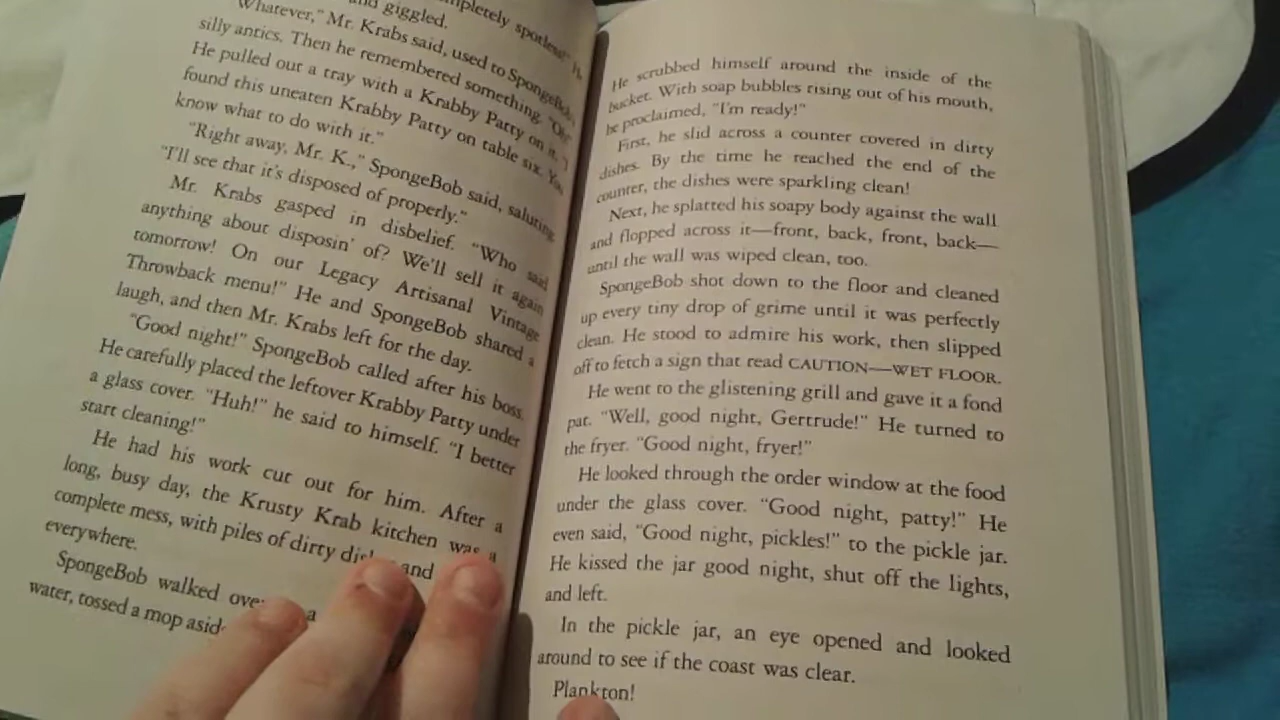 completely spotless!" He
and giggled.
"Whatever," Mr. Krabs said, used to SpongeBob's
silly antics. Then he remembered something. "Oh!"
He pulled out a tray with a Krabby Patty on it. "I
found this uneaten Krabby Patty on table six. You
know what to do with it."
"Right away, Mr. K.," SpongeBob said, saluting.
"I'll see that it's disposed of properly."
Mr. Krabs gasped in disbelief. "Who said
anything about disposin' of? We'll sell it again
tomorrow! On our Legacy Artisanal Vintage
Throwback menu!" He and SpongeBob shared a
laugh, and then Mr. Krabs left for the day.
"Good night!" SpongeBob called after his boss.
He carefully placed the leftover Krabby Patty under
a glass cover. "Huh!" he said to himself. "I better
start cleaning!"
He had his work cut out for him. After a
long, busy day, the Krusty Krab kitchen was a
complete mess, with piles of dirty and
everywhere.
SpongeBob walked a
water, tossed a mop
He scrubbed himself around the inside of the
bucket. With soap bubbles rising out of his mouth,
he proclaimed, "I'm ready!"
First, he slid across a counter covered in dirty
dishes. By the time he reached the end of the
counter, the dishes were sparkling clean!
Next, he splatted his soapy body against the wall
and flopped across it—front, back, front, back—
until the wall was wiped clean, too.
SpongeBob shot down to the floor and cleaned
up every tiny drop of grime until it was perfectly
clean. He stood to admire his work, then slipped
off to fetch a sign that read CAUTION—WET FLOOR.
He went to the glistening grill and gave it a fond
pat. "Well, good night, Gertrude!" He turned to
the fryer. "Good night, fryer!"
He looked through the order window at the food
under the glass cover. "Good night, patty!" He
even said, "Good night, pickles!" to the pickle jar.
He kissed the jar good night, shut off the lights,
and left.
In the pickle jar, an eye opened and looked
around to see if the coast was clear.
Plankton!